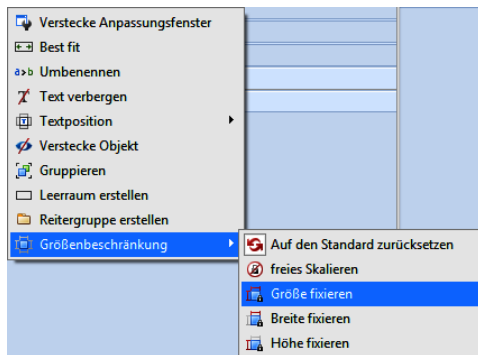 Verstecke Anpassungsfenster
Best fit
a>b Umbenennen
Text verbergen
Textposition
Verstecke Objekt
Gruppieren
Leerraum erstellen
Reitergruppe erstellen
Größenbeschränkung
Auf den Standard zurücksetzen
freies Skalieren
Größe fixieren
Breite fixieren
Höhe fixieren